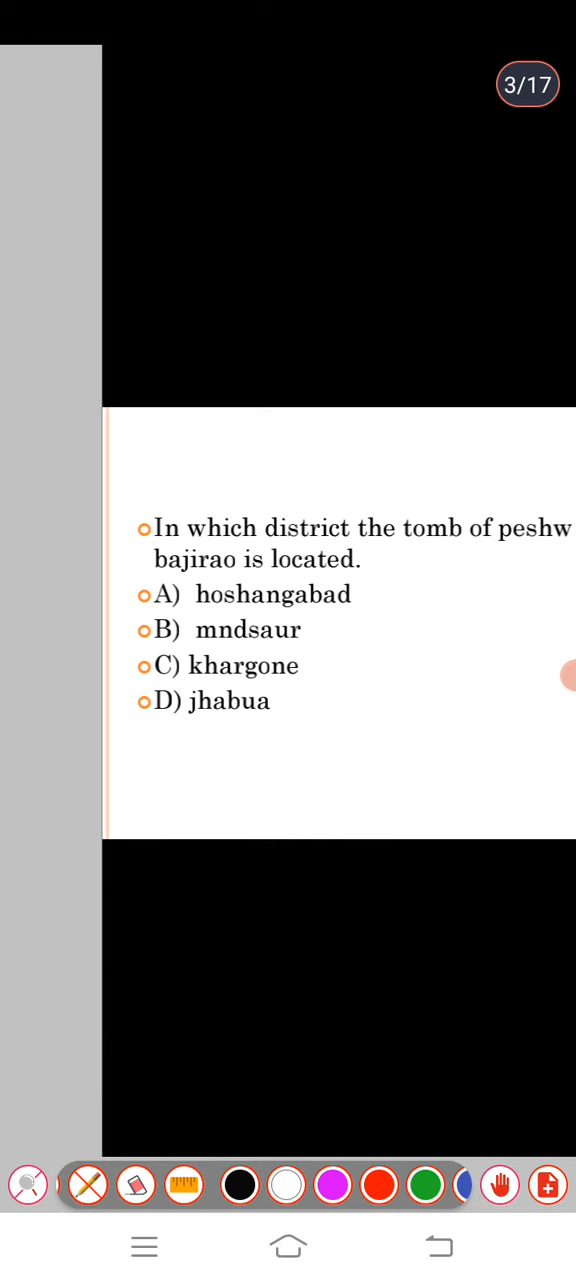 3/17
In which district the tomb of peshw
bajirao is located.
A) hoshangabad
B) mndsaur
C) khargone
D) jhabua